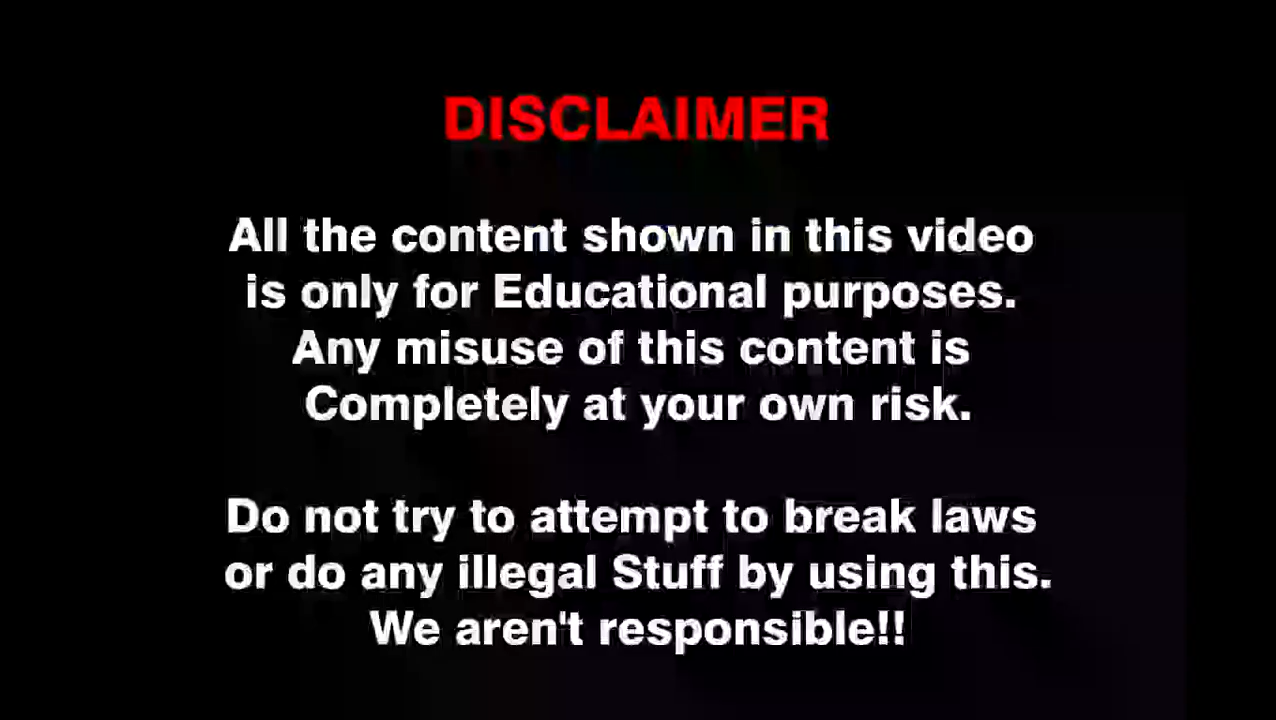 DISCLAIMER
All the content shown in this video
is only for Educational purposes.
Any misuse of this content is
Completely at your own risk.
Do not try to attempt to break laws
or do any illegal Stuff by using this.
We aren't responsible!!